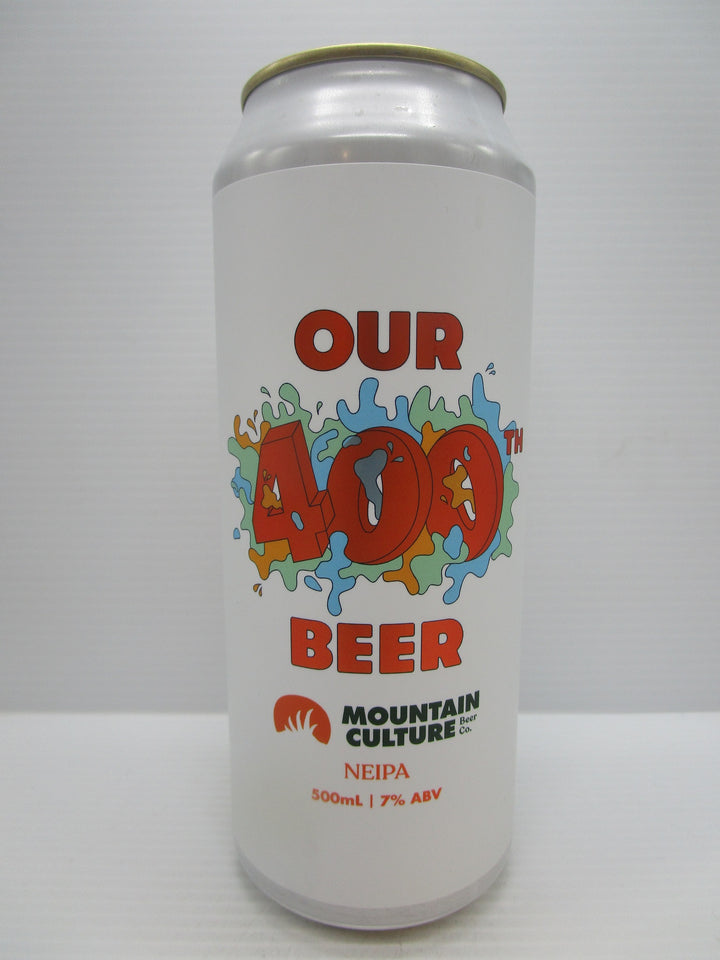 OUR
400TH
BEER
MOUNTAIN
CULTURE Beer Co.
NEIPA
500mL | 7% ABV